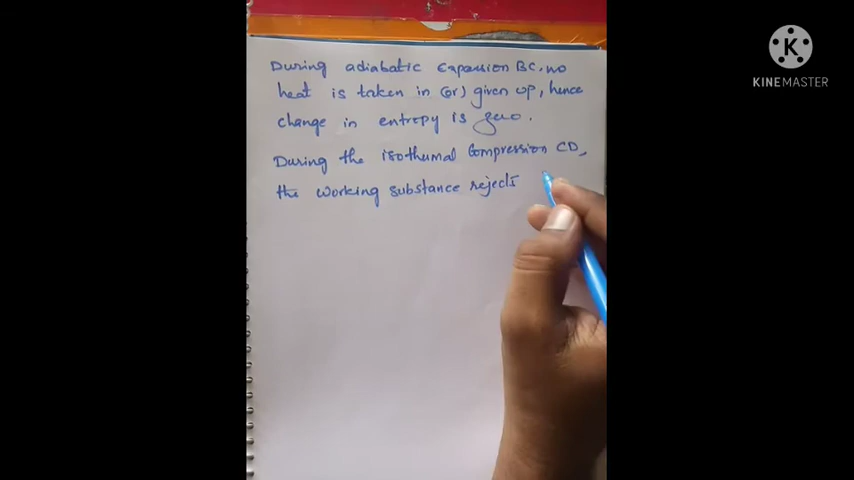 During adiabatic expansion BC, no
heat is taken in (or) given up, hence
change in entropy is zero.
During the isothermal Compression CD,
the working substance rejects
K
KINEMASTER